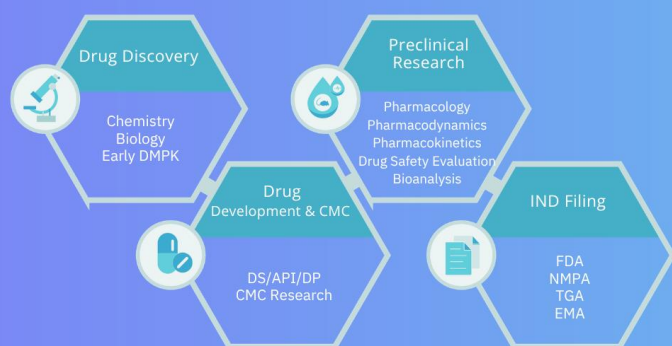 Drug Discovery
Chemistry
Biology
Early DMPK
Drug
Development & CMC
DS/API/DP
CMC Research
Preclinical
Research
Pharmacology
Pharmacodynamics
Pharmacokinetics
Drug Safety Evaluation
Bioanalysis
IND Filing
FDA
NMPA
TGA
EMA